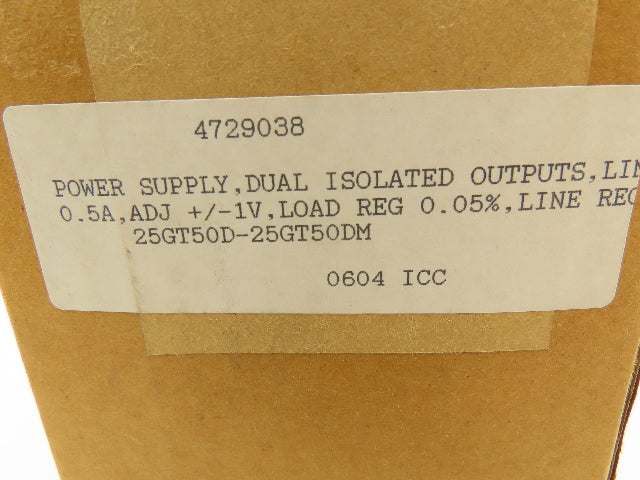 4729038
POWER SUPPLY,DUAL ISOLATED OUTPUTS,LIN
0.5A,ADJ +/-1V,LOAD REG 0.05%,LINE REG
25GT50D-25GT50DM
0604 ICC